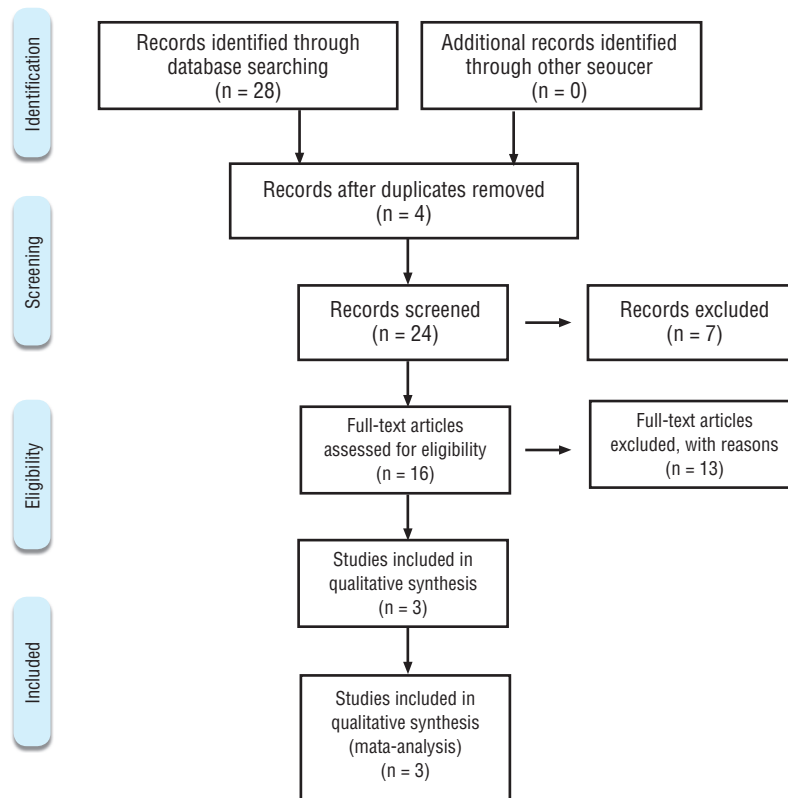 Identification
Records identified through
database searching
(n = 28)
Additional records identified
through other seoucer
(n = 0)
Records after duplicates removed
(n = 4)
Screening
Records screened
(n = 24)
Records excluded
(n = 7)
Eligibility
Full-text articles
assessed for eligibility
(n = 16)
Full-text articles
excluded, with reasons
(n = 13)
Studies included in
qualitative synthesis
(n = 3)
Included
Studies included in
qualitative synthesis
(mata-analysis)
(n = 3)